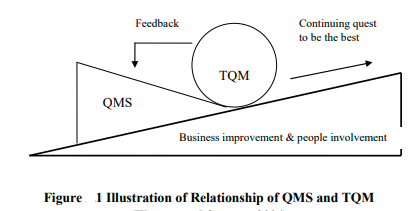 Feedback
Continuing quest
to be the best
TQM
QMS
Business improvement & people involvement
Figure 1 Illustration of Relationship of QMS and TQM